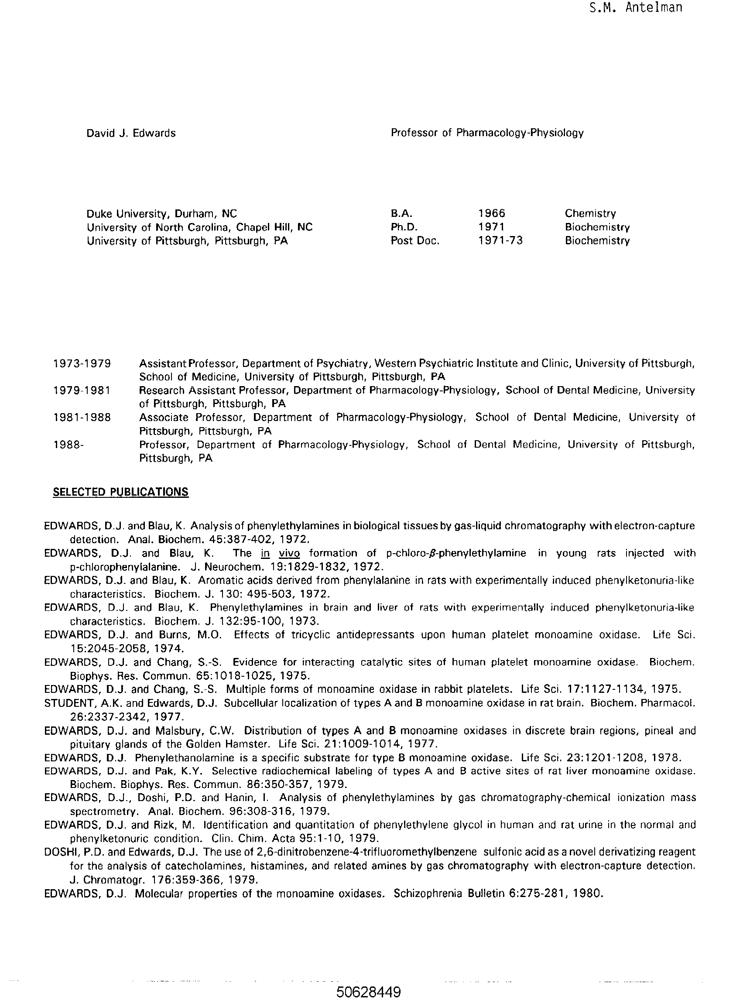 S.M. Antelman
David J. Edwards Professor of Pharmacology-Physiology
Duke University, Durham, NC B.A. 1966 Chemistry
University of North Carolina, Chapel Hill, NC Ph.D. 1971 Biochemistry
University of Pittsburgh, Pittsburgh, PA Post Doc. 1971-73 Biochemistry
1973-1979 Assistant Professor, Department of Psychiatry, Western Psychiatric Institute and Clinic, University of Pittsburgh,
School of Medicine, University of Pittsburgh, Pittsburgh, PA
1979-1981 Research Assistant Professor, Department of Pharmacology-Physiology, School of Dental Medicine, University
of Pittsburgh, Pittsburgh, PA
1981-1988 Associate Professor, Department of Pharmacology-Physiology, School of Dental Medicine, University of
Pittsburgh, Pittsburgh, PA
1988- Professor, Department of Pharmacology-Physiology, School of Dental Medicine, University of Pittsburgh,
Pittsburgh, PA
SELECTED PUBLICATIONS
EDWARDS, D.J. and Blau, K. Analysis of phenylethylamines in biological tissues by gas-liquid chromatography with electron-capture
detection. Anal. Biochem. 45:387-402, 1972.
EDWARDS, D.J. and Blau, K. The in vivo formation of p-chloro-β-phenylethylamine in young rats injected with
p-chlorophenylalanine. J. Neurochem. 19:1829-1832, 1972.
EDWARDS, D.J. and Blau, K. Aromatic acids derived from phenylalanine in rats with experimentally induced phenylketonuria-like
characteristics. Biochem. J. 130: 495-503, 1972.
EDWARDS, D.J. and Blau, K. Phenylethylamines in brain and liver of rats with experimentally induced phenylketonuria-like
characteristics. Biochem. J. 132:95-100, 1973.
EDWARDS, D.J. and Burns, M.O. Effects of tricyclic antidepressants upon human platelet monoamine oxidase. Life Sci.
15:2045-2058, 1974.
EDWARDS, D.J. and Chang, S.-S. Evidence for interacting catalytic sites of human platelet monoamine oxidase. Biochem.
Biophys. Res. Commun. 65:1018-1025, 1975.
EDWARDS, D.J. and Chang, S.-S. Multiple forms of monoamine oxidase in rabbit platelets. Life Sci. 17:1127-1134, 1975.
STUDENT, A.K. and Edwards, D.J. Subcellular localization of types A and B monoamine oxidase in rat brain. Biochem. Pharmacol.
26:2337-2342, 1977.
EDWARDS, D.J. and Malsbury, C.W. Distribution of types A and B monoamine oxidases in discrete brain regions, pineal and
pituitary glands of the Golden Hamster. Life Sci. 21:1009-1014, 1977.
EDWARDS, D.J. Phenylethanolamine is a specific substrate for type B monoamine oxidase. Life Sci. 23:1201-1208, 1978.
EDWARDS, D.J. and Pak, K.Y. Selective radiochemical labeling of types A and B active sites of rat liver monoamine oxidase.
Biochem. Biophys. Res. Commun. 86:350-357, 1979.
EDWARDS, D.J., Doshi, P.D. and Hanin, I. Analysis of phenylethylamines by gas chromatography-chemical ionization mass
spectrometry. Anal. Biochem. 96:308-316, 1979.
EDWARDS, D.J. and Rizk, M. Identification and quantitation of phenylethylene glycol in human and rat urine in the normal and
phenylketonuric condition. Clin. Chim. Acta 95:1-10, 1979.
DOSHI, P.D. and Edwards, D.J. The use of 2,6-dinitrobenzene-4-trifluoromethylbenzene sulfonic acid as a novel derivatizing reagent
for the analysis of catecholamines, histamines, and related amines by gas chromatography with electron-capture detection.
J. Chromatogr. 176:359-366, 1979.
EDWARDS, D.J. Molecular properties of the monoamine oxidases. Schizophrenia Bulletin 6:275-281, 1980.
50628449